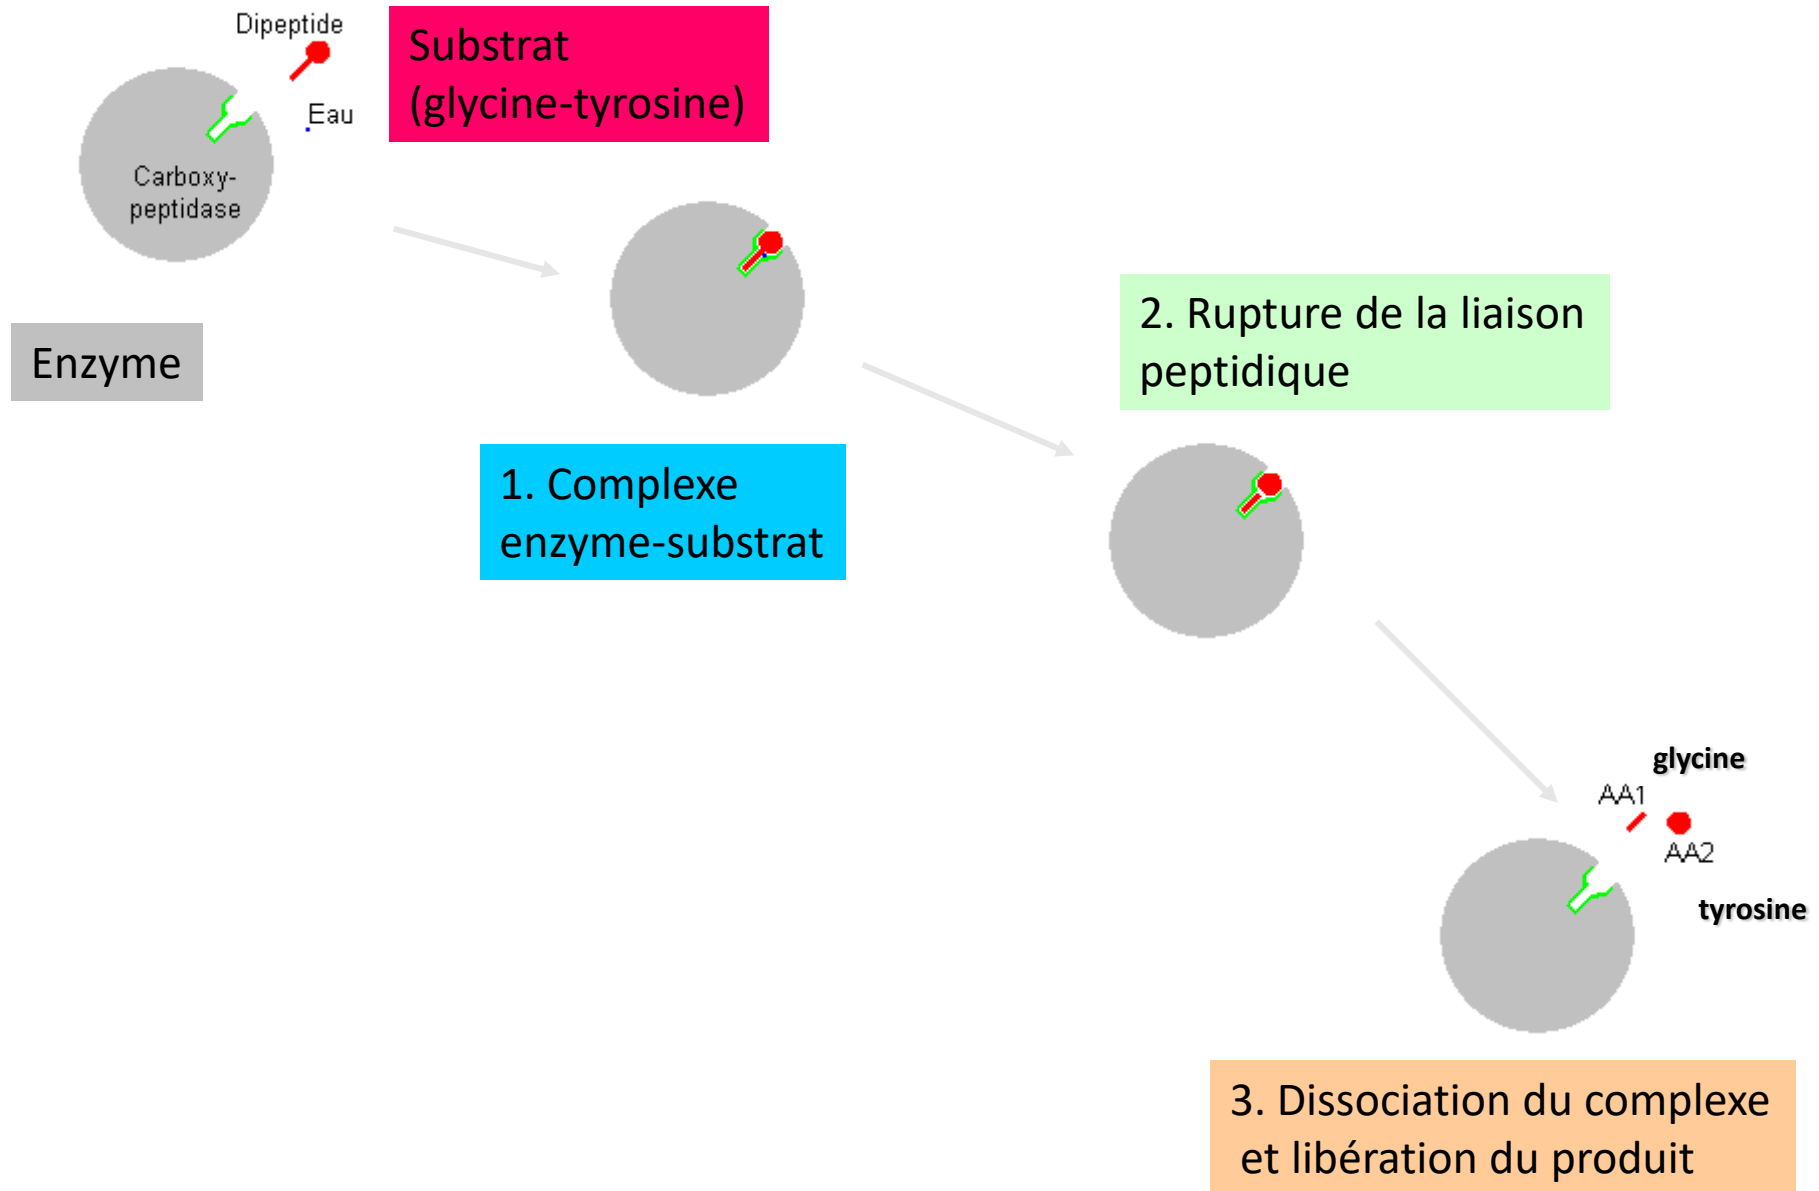 Dipeptide
Substrat
(glycine-tyrosine)
Eau
Carboxy-
peptidase
Enzyme
1. Complexe
enzyme-substrat
2. Rupture de la liaison
peptidique
glycine
AA1
AA2
tyrosine
3. Dissociation du complexe
et libération du produit